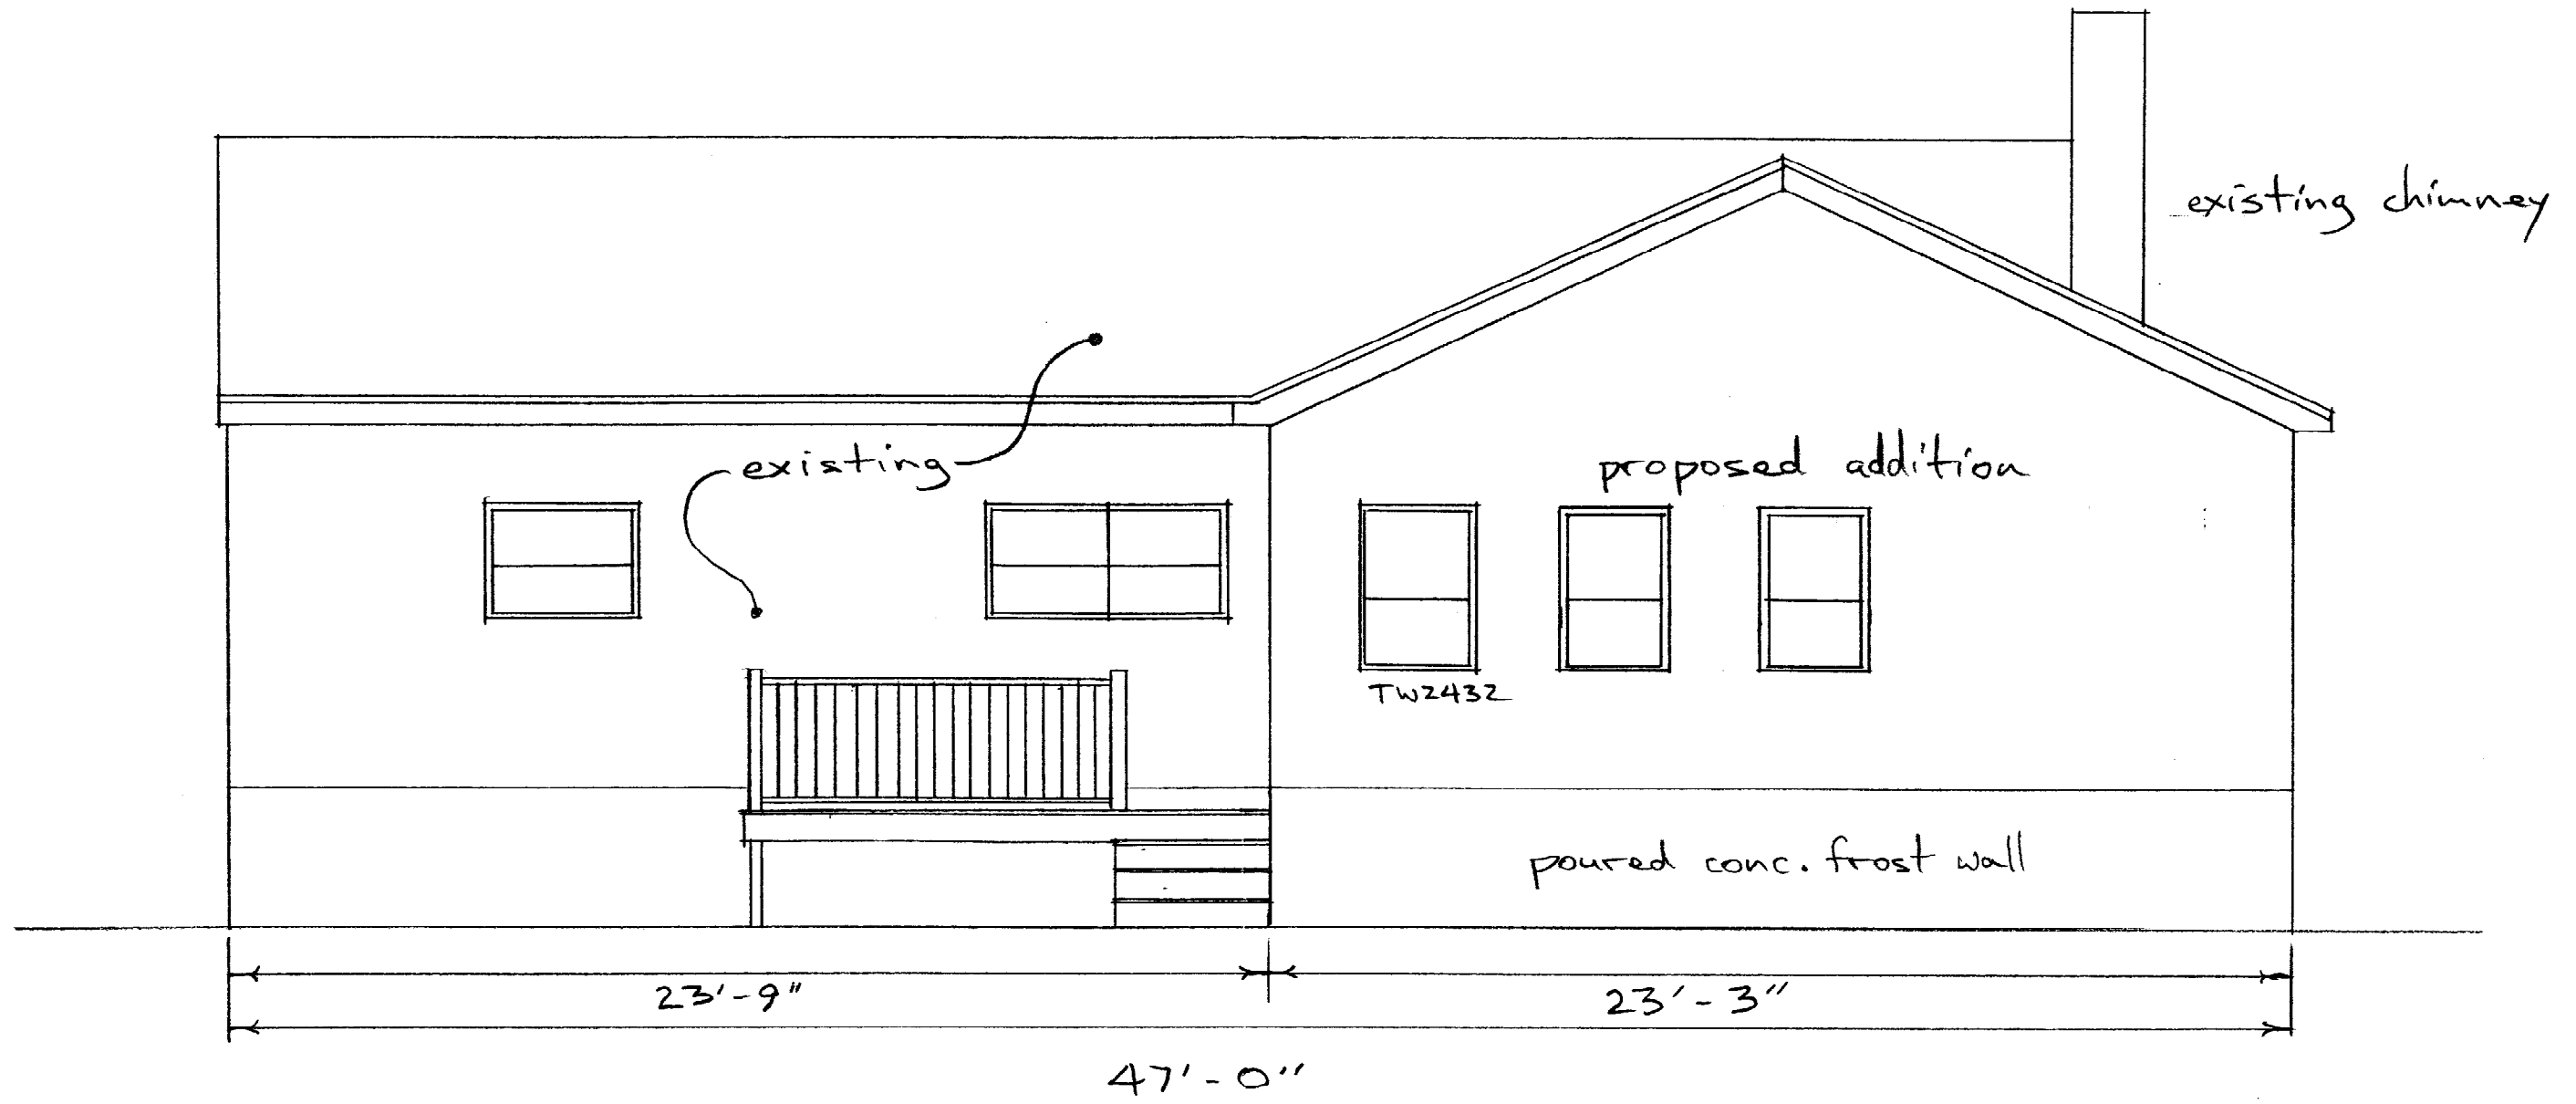 existing chimney
existing
proposed addition
TW2432
poured conc. frost wall
23'-9"
23'-3"
47'-0"